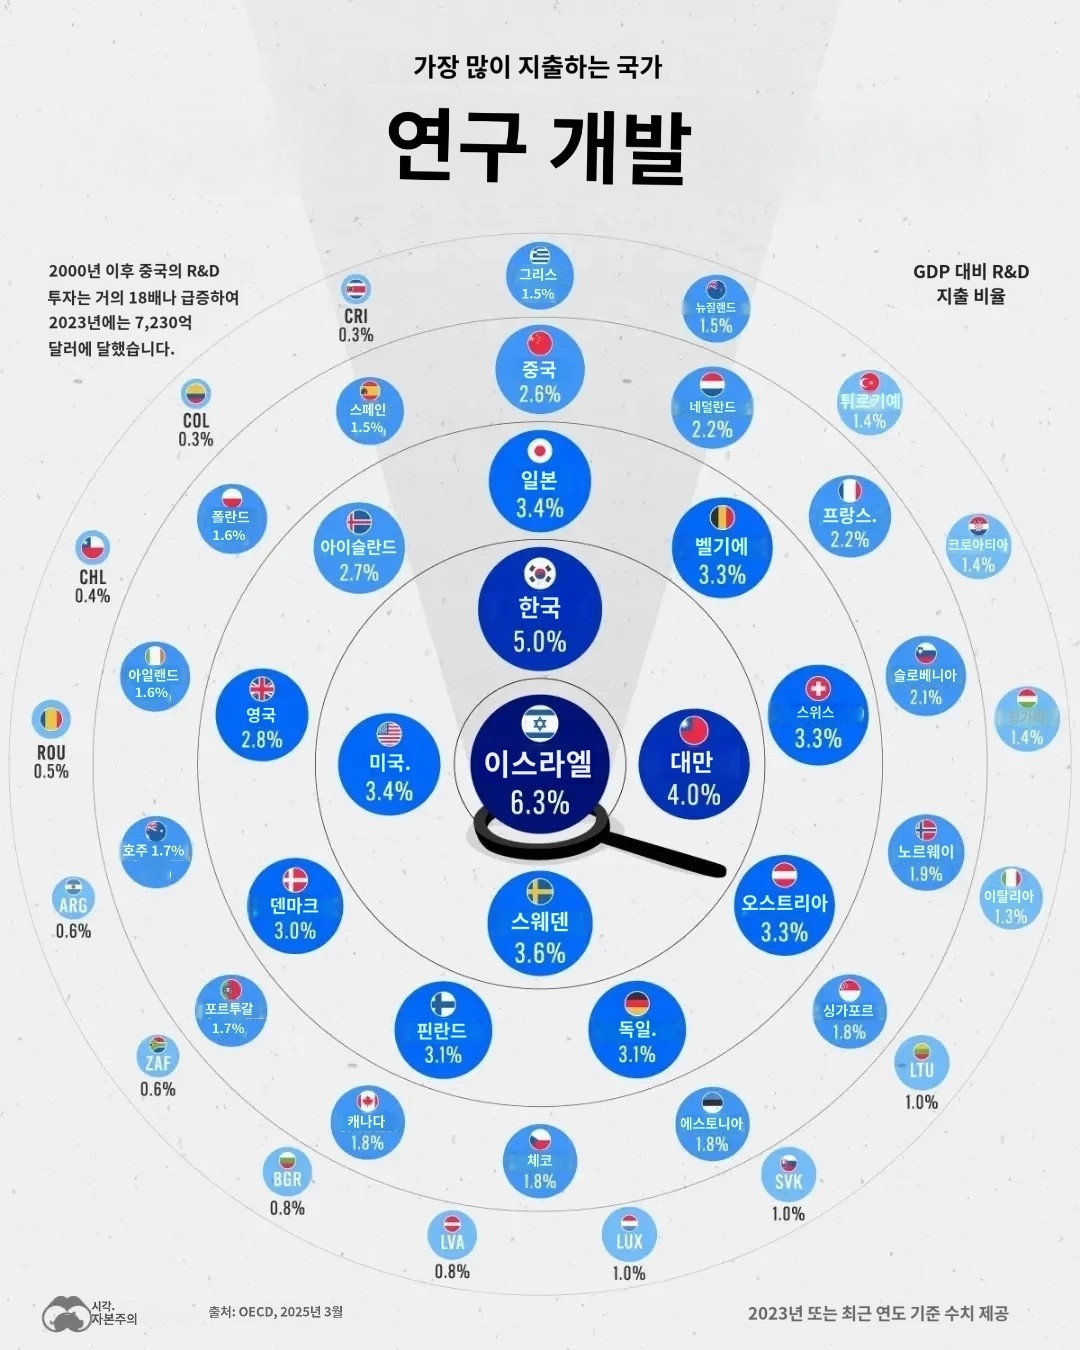 가장 많이 지출하는 국가
연구 개발
2000년 이후 중국의 R&D
투자는 거의 18배나 급증하여
2023년에는 7,230억
달러에 달했습니다.
GDP 대비 R&D
지출 비율
그리스
1.5%
뉴질랜드
1.5%
CRI
0.3%
중국
2.6%
네덜란드
2.2%
튀르키예
1.4%
스페인
1.5%
COL
0.3%
일본
3.4%
폴란드
1.6%
아이슬란드
2.7%
벨기에
3.3%
프랑스.
2.2%
크로아티아
1.4%
CHL
0.4%
한국
5.0%
아일랜드
1.6%
영국
2.8%
스위스
3.3%
슬로베니아
2.1%
1.4%
ROU
0.5%
미국.
3.4%
이스라엘
6.3%
대만
4.0%
호주 1.7%
노르웨이
1.9%
ARG
0.6%
덴마크
3.0%
스웨덴
3.6%
오스트리아
3.3%
이탈리아
1.3%
포르투갈
1.7%
핀란드
3.1%
독일.
3.1%
싱가포르
1.8%
ZAF
0.6%
LTU
1.0%
캐나다
1.8%
체코
1.8%
에스토니아
1.8%
BGR
0.8%
SVK
1.0%
LVA
0.8%
LUX
1.0%
시각.
자본주의
출처: OECD, 2025년 3월
2023년 또는 최근 연도 기준 수치 제공